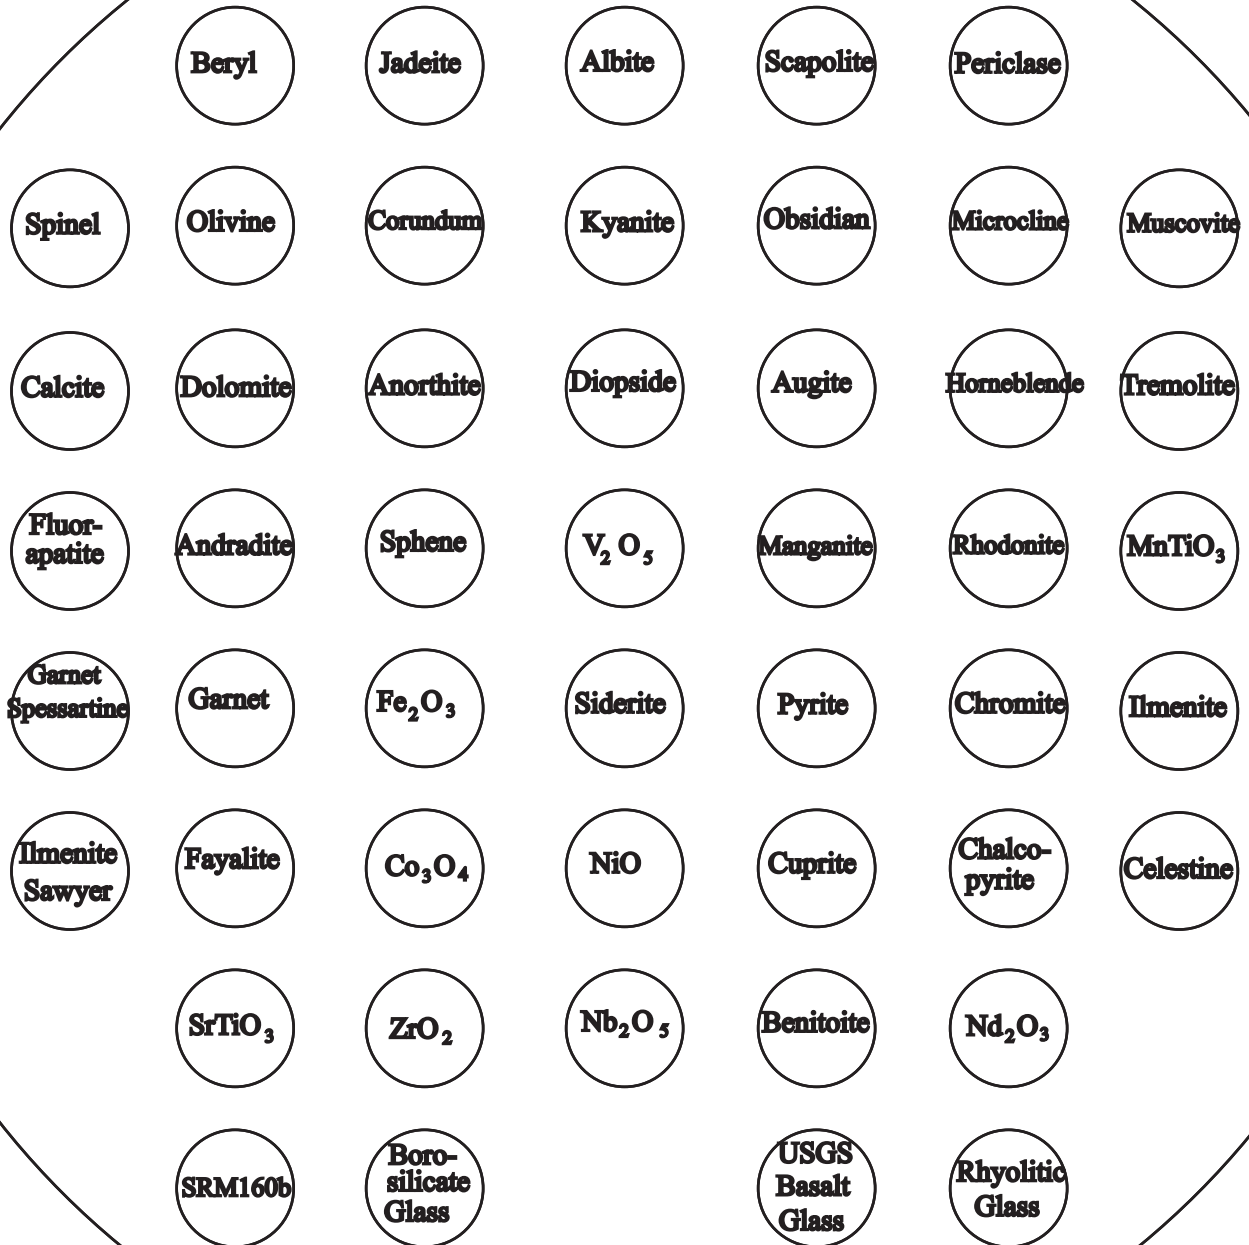 Beryl Jadeite Albite Scapolite Periclase
Spinel Olivine Corundum Kyanite Obsidian Microcline Muscovite
Calcite Dolomite Anorthite Diopside Augite Horneblende Tremolite
Fluor-
apatite Andradite Sphene V₂O₅ Manganite Rhodonite MnTiO₃
Garnet
Spessartine Garnet Fe₂O₃ Siderite Pyrite Chromite Ilmenite
Ilmenite
Sawyer Fayalite Co₃O₄ NiO Cuprite Chalco-
pyrite Celestine
SrTiO₃ ZrO₂ Nb₂O₅ Benitoite Nd₂O₃
SRM160b Boro-
silicate
Glass
USGS
Basalt
Glass
Rhyolitic
Glass